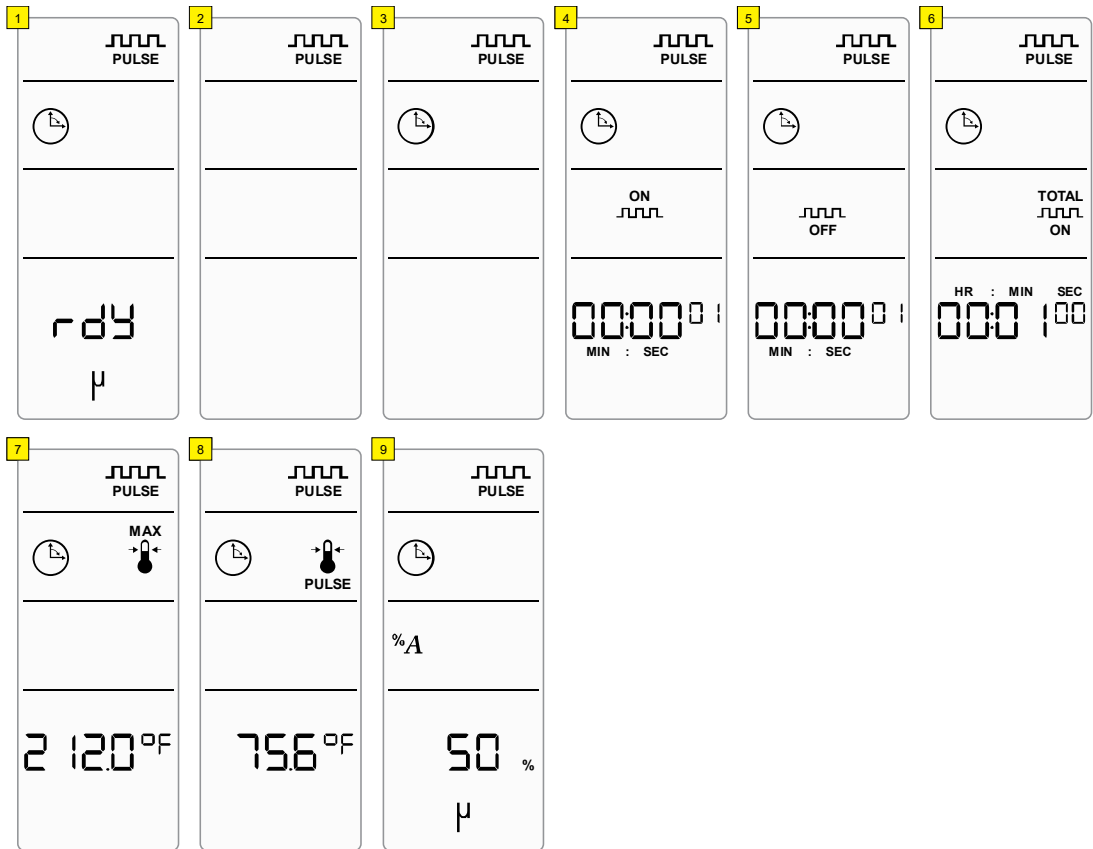 1
PULSE
rdY
µ
2
PULSE
3
PULSE
4
PULSE
ON
00:00 01
MIN : SEC
5
PULSE
OFF
00:00 01
MIN : SEC
6
PULSE
TOTAL
ON
HR : MIN SEC
00:01 00
7
PULSE
MAX
212.0 °F
8
PULSE
PULSE
75.6 °F
9
PULSE
%A
50 %
µ